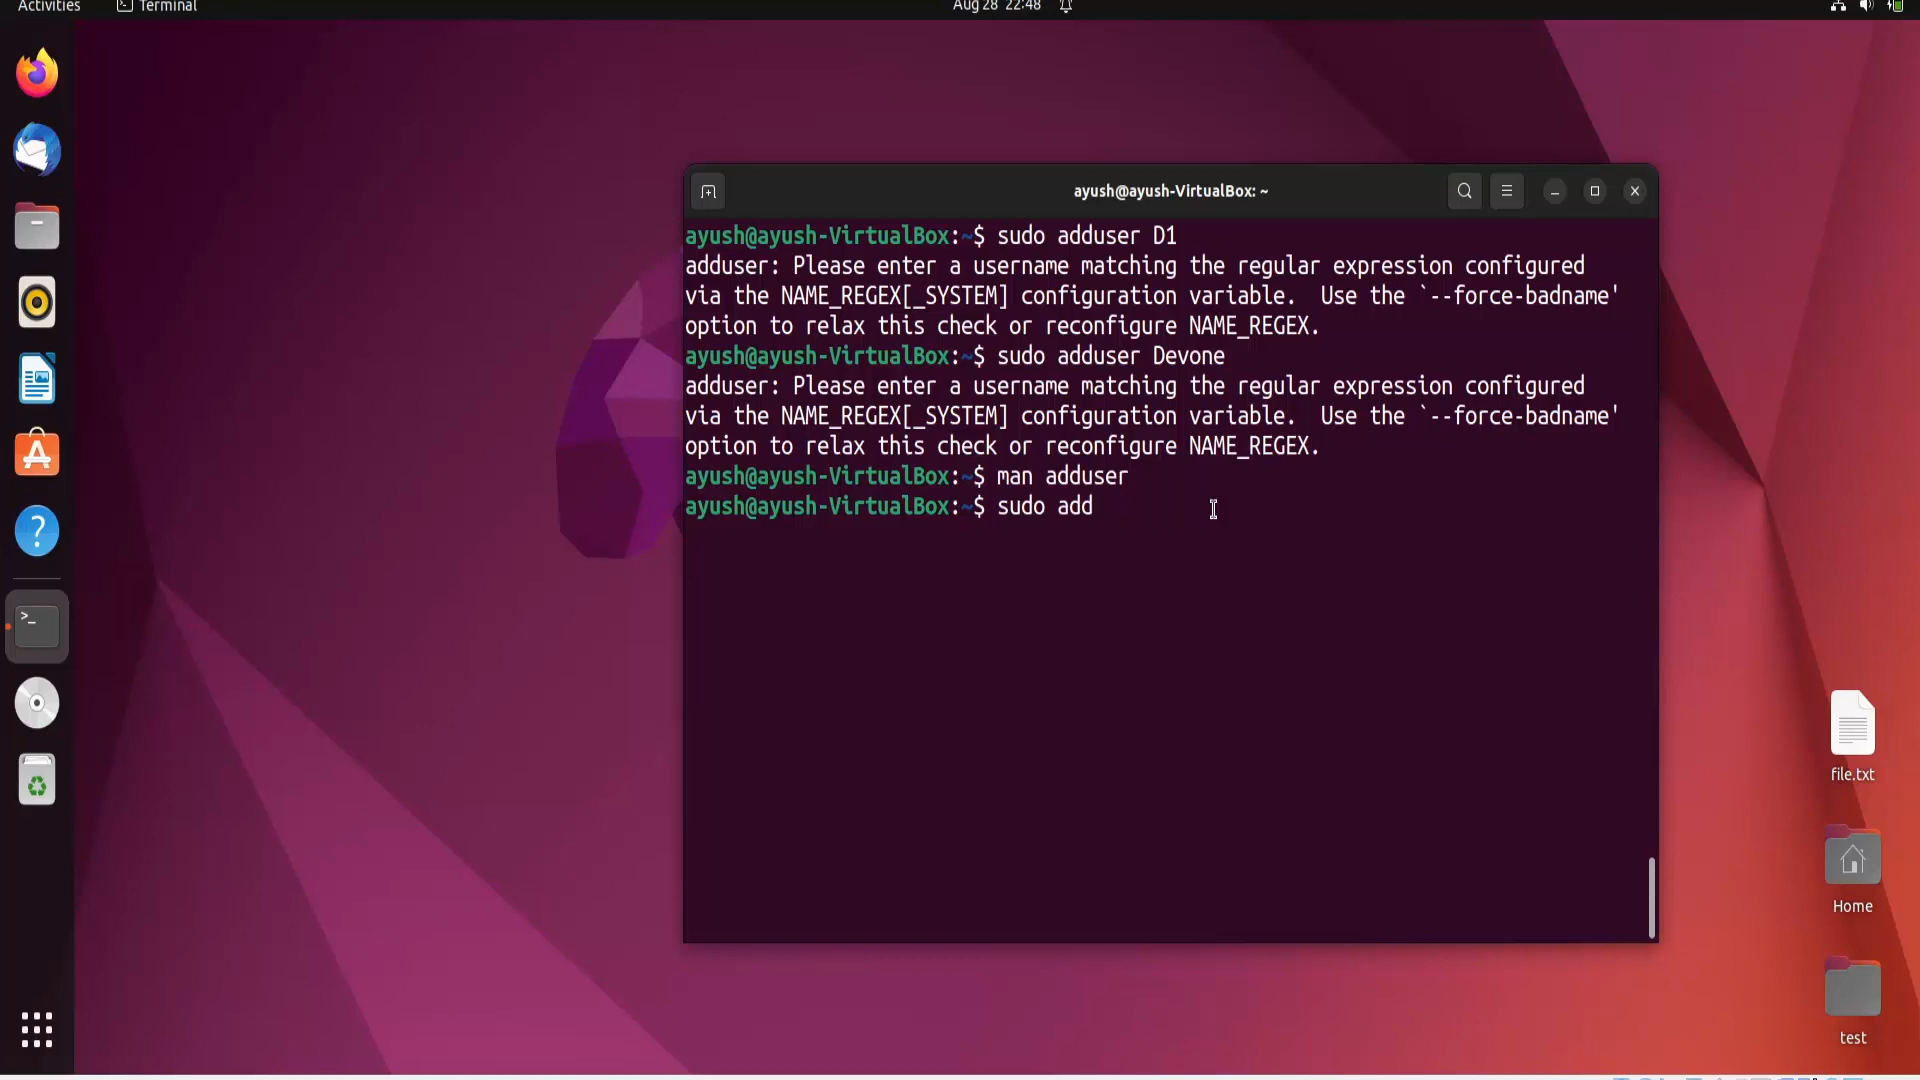 Activities
Terminal
Aug 28 22:48
ayush@ayush-VirtualBox: ~
ayush@ayush-VirtualBox:~$ sudo adduser D1
adduser: Please enter a username matching the regular expression configured
via the NAME_REGEX[_SYSTEM] configuration variable.  Use the `--force-badname'
option to relax this check or reconfigure NAME_REGEX.
ayush@ayush-VirtualBox:~$ sudo adduser Devone
adduser: Please enter a username matching the regular expression configured
via the NAME_REGEX[_SYSTEM] configuration variable.  Use the `--force-badname'
option to relax this check or reconfigure NAME_REGEX.
ayush@ayush-VirtualBox:~$ man adduser
ayush@ayush-VirtualBox:~$ sudo add
file.txt
Home
test